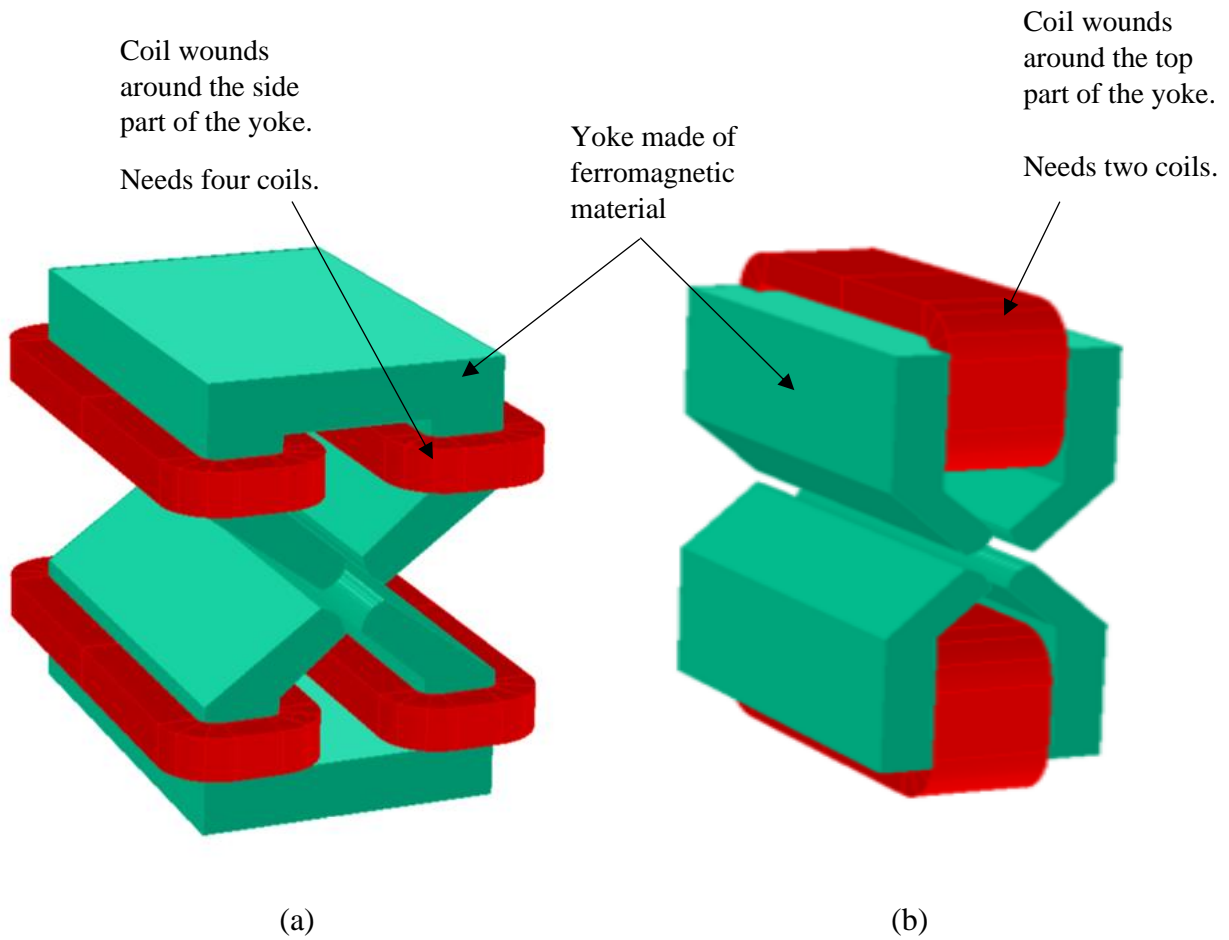 Coil wounds
around the side
part of the yoke.
Needs four coils.
Yoke made of
ferromagnetic
material
Coil wounds
around the top
part of the yoke.
Needs two coils.
(a)
(b)